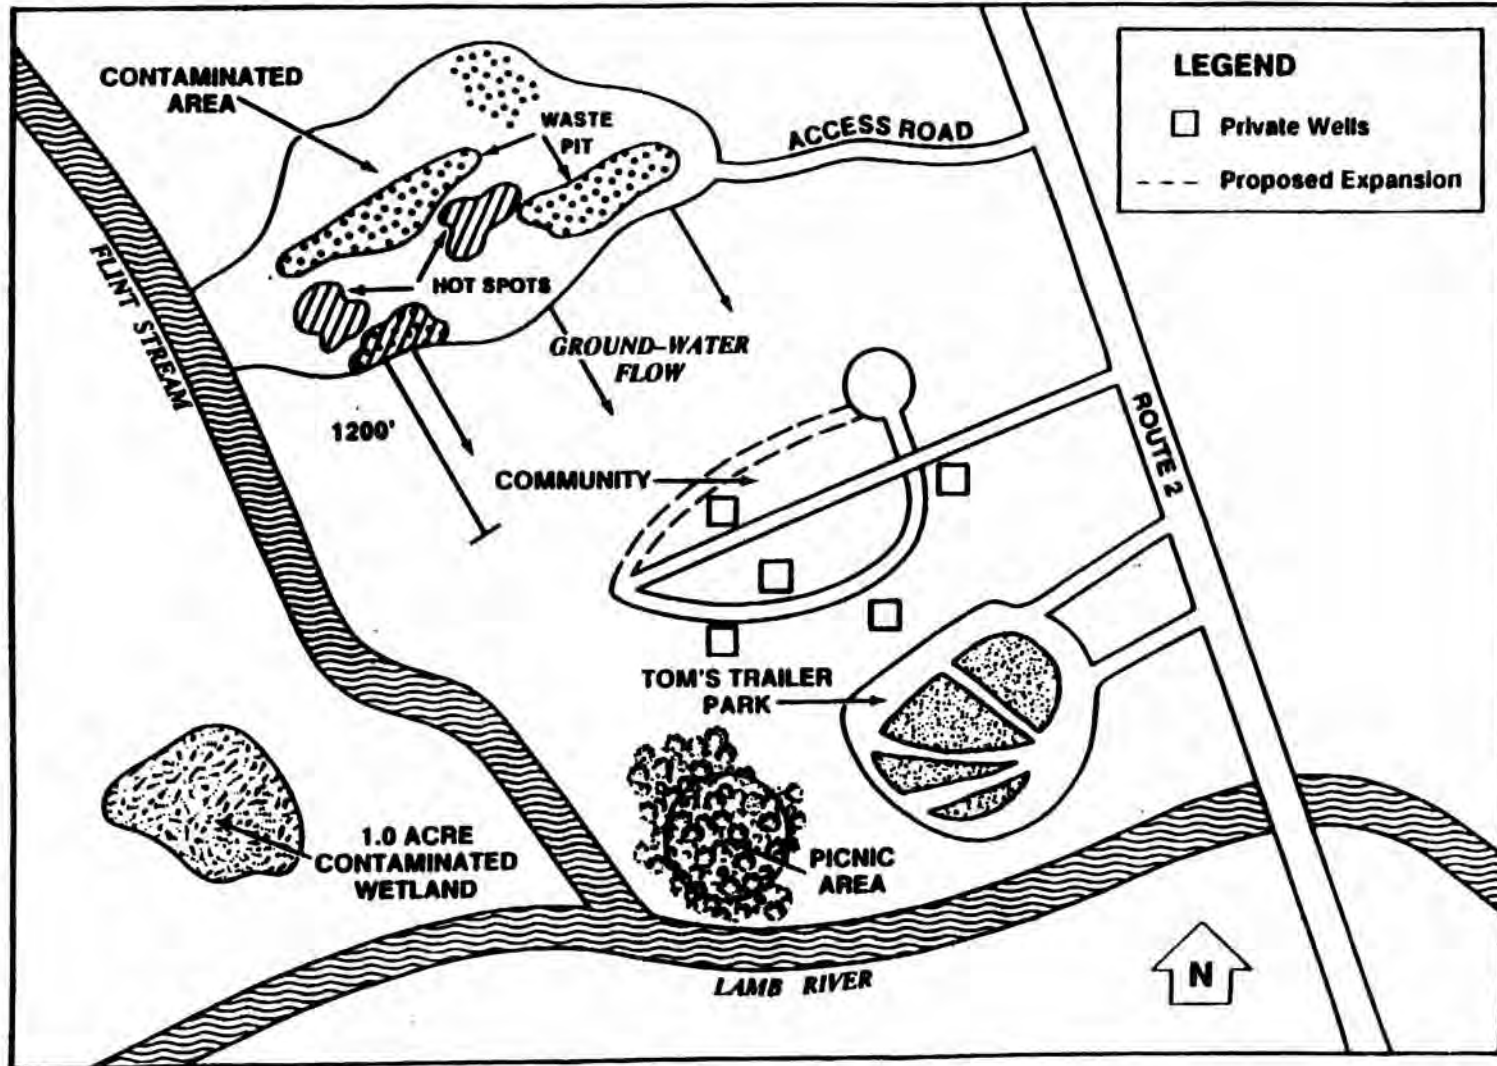 CONTAMINATED
AREA
WASTE
PIT
ACCESS ROAD
LEGEND
Private Wells
Proposed Expansion
FLINT STREAM
HOT SPOTS
GROUND-WATER
FLOW
1200'
COMMUNITY
ROUTE 2
TOM'S TRAILER
PARK
1.0 ACRE
CONTAMINATED
WETLAND
PICNIC
AREA
LAMB RIVER
N